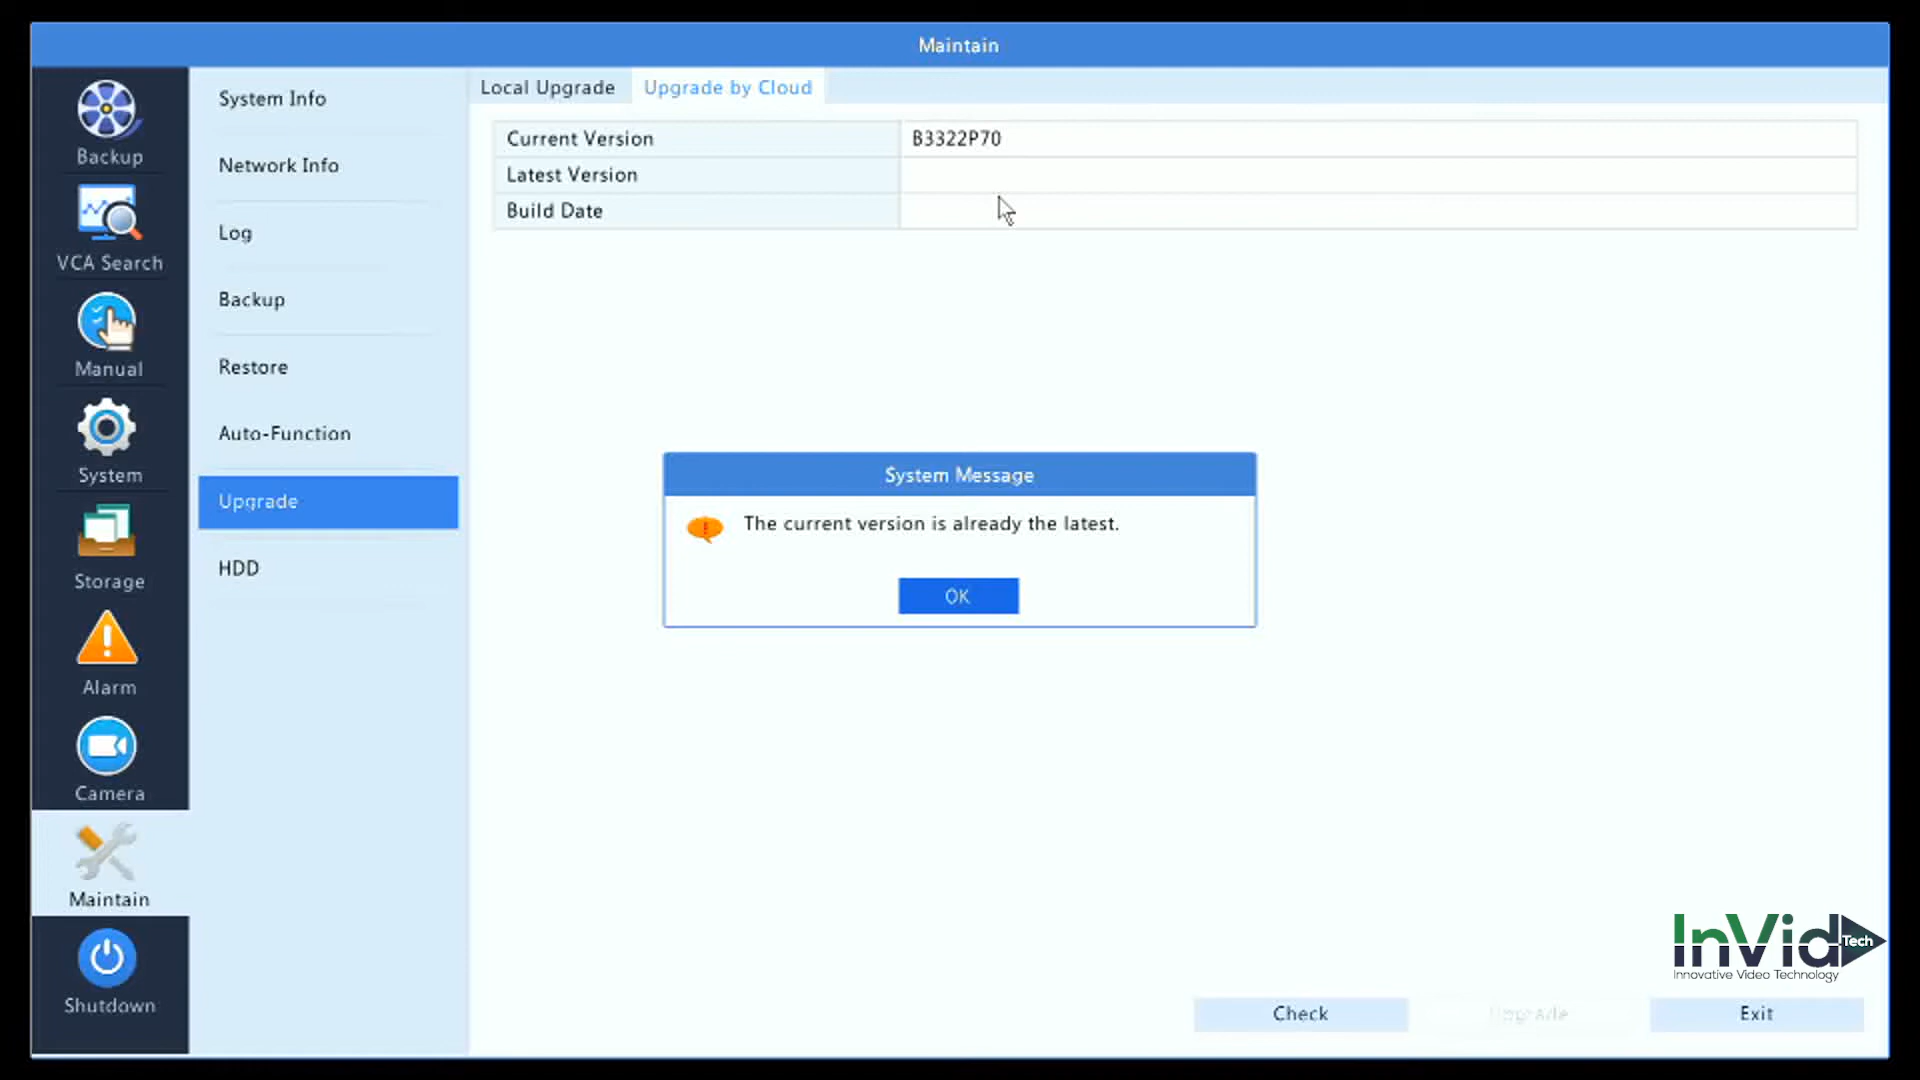 Maintain
Backup
VCA Search
Manual
System
Storage
Alarm
Camera
Maintain
Shutdown
System Info
Network Info
Log
Backup
Restore
Auto-Function
Upgrade
HDD
Local Upgrade Upgrade by Cloud
Current Version B3322P70
Latest Version
Build Date
System Message
The current version is already the latest.
OK
InVid Tech
Innovative Video Technology
Check Upgrade Exit